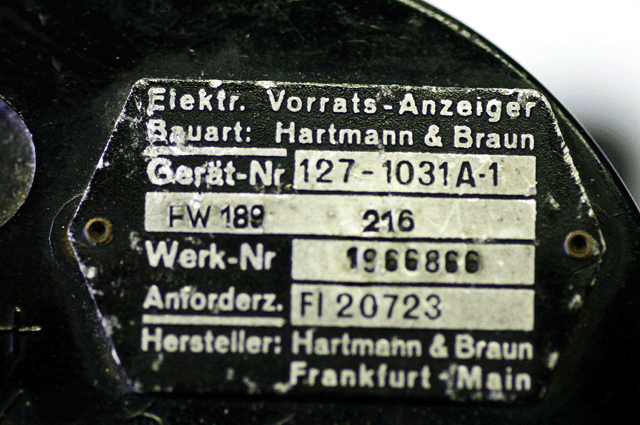 Elektr. Vorrats-Anzeiger
Bauart: Hartmann & Braun
Gerät-Nr 127-1031A-1
FW 189 216
Werk-Nr 1966866
Anforderz. Fl 20723
Hersteller: Hartmann & Braun
Frankfurt-Main